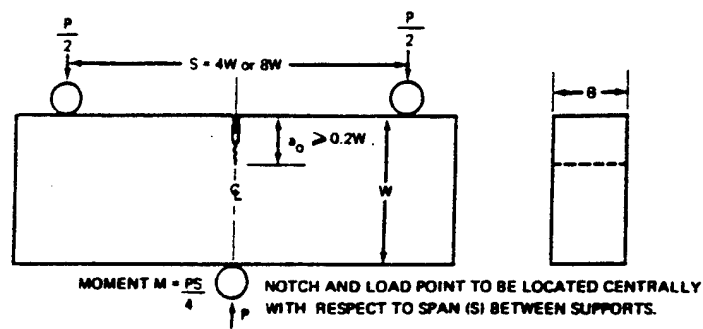 P/2
P/2
S = 4W or 8W
B
a₀ ⩾ 0.2W
W
℄
MOMENT M = PS/4
P
NOTCH AND LOAD POINT TO BE LOCATED CENTRALLY
WITH RESPECT TO SPAN (S) BETWEEN SUPPORTS.